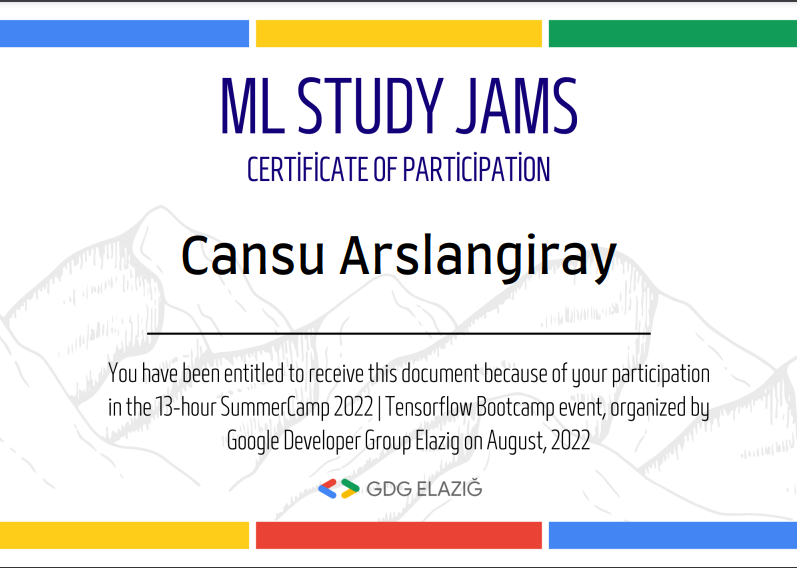 ML STUDY JAMS
CERTİFİCATE OF PARTİCİPATİON
Cansu Arslangiray
You have been entitled to receive this document because of your participation
in the 13-hour SummerCamp 2022 | Tensorflow Bootcamp event, organized by
Google Developer Group Elazig on August, 2022
GDG ELAZIĞ